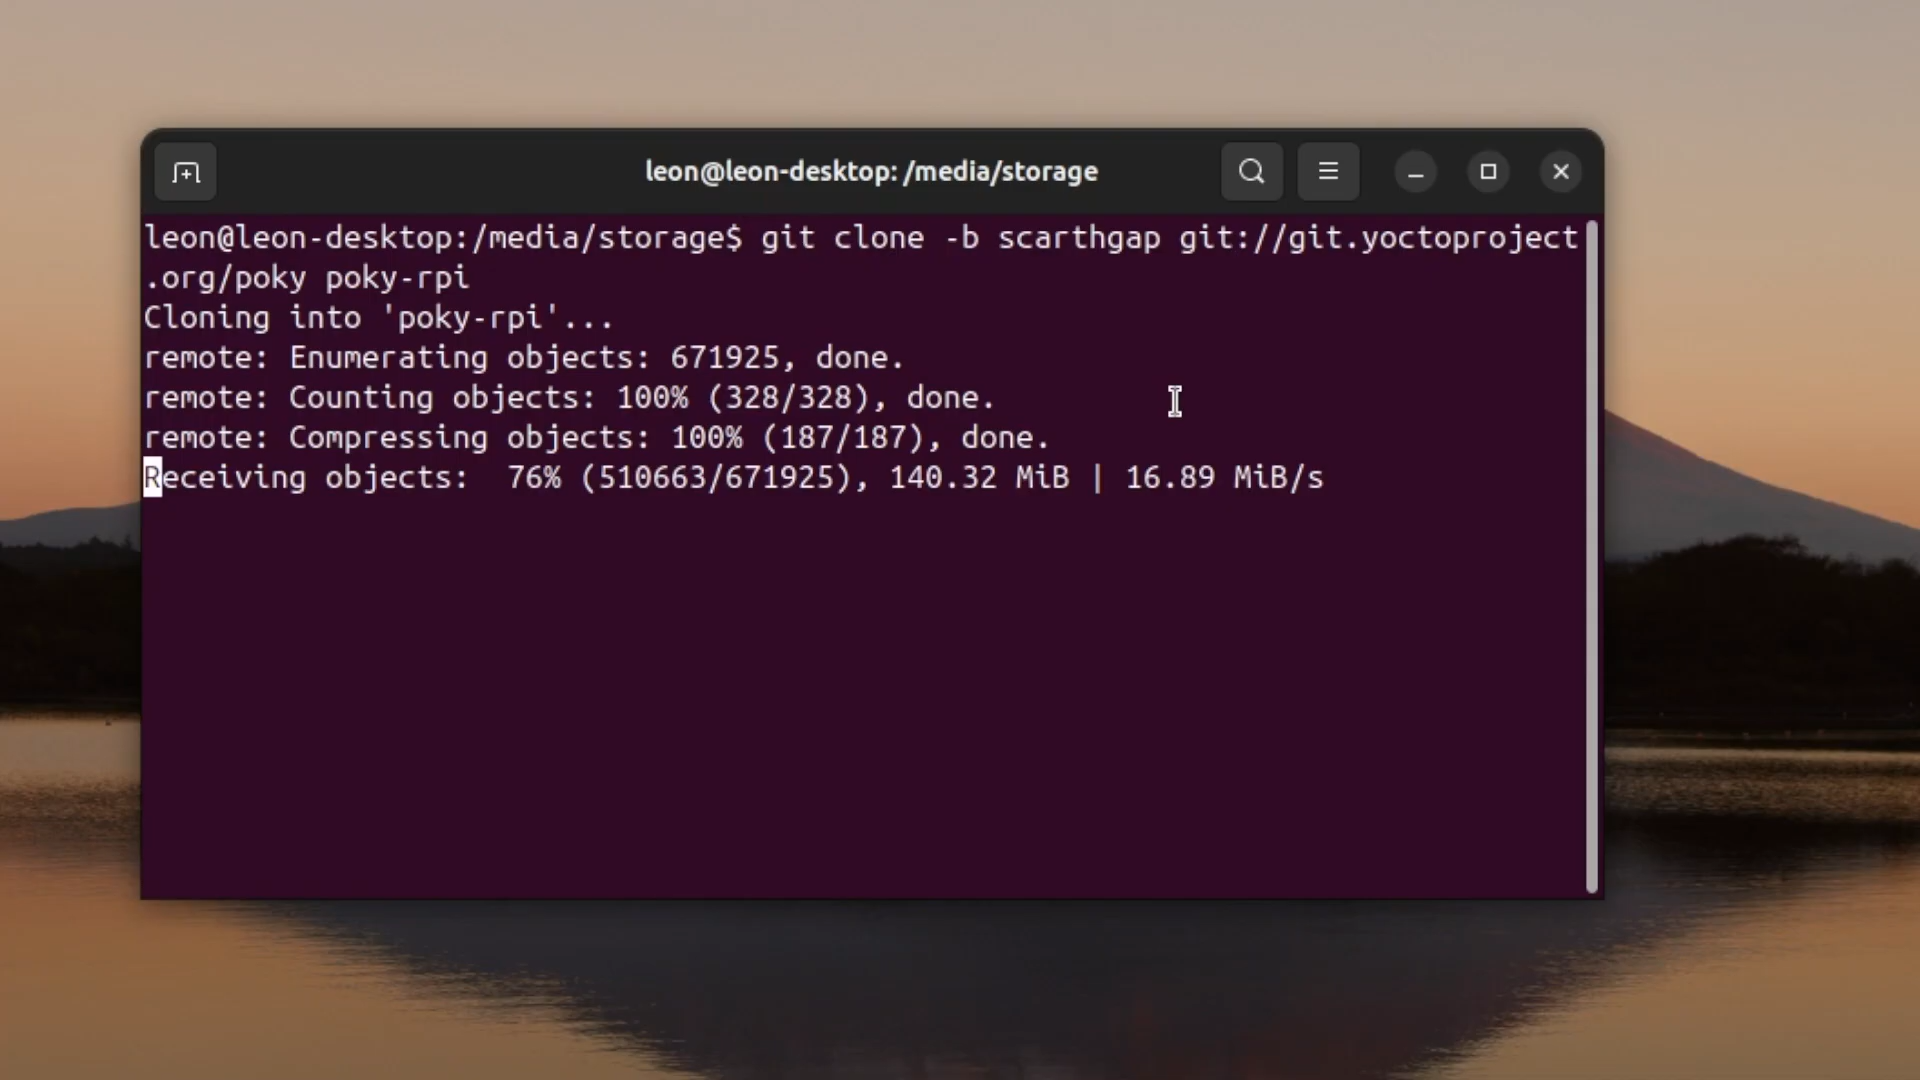 leon@leon-desktop: /media/storage
leon@leon-desktop:/media/storage$ git clone -b scarthgap git://git.yoctoproject
.org/poky poky-rpi
Cloning into 'poky-rpi'...
remote: Enumerating objects: 671925, done.
remote: Counting objects: 100% (328/328), done.
remote: Compressing objects: 100% (187/187), done.
Receiving objects:  76% (510663/671925), 140.32 MiB | 16.89 MiB/s